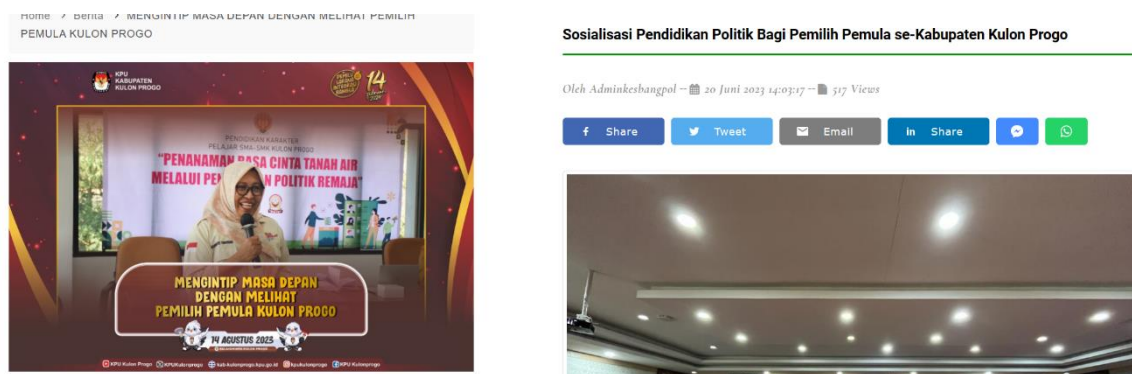 Home > Berita > MENGINTIP MASA DEPAN DENGAN MELIHAT PEMILIH
PEMULA KULON PROGO
KPU
KABUPATEN
KULON PROGO
14
PENDIDIKAN KARAKTER
PELAJAR SMA-SMK KULON PROGO
"PENANAMAN RASA CINTA TANAH AIR
MELALUI PE N POLITIK REMAJA"
MENGINTIP MASA DEPAN
DENGAN MELIHAT
PEMILIH PEMULA KULON PROGO
14 AGUSTUS 2023
KPU Kulon Progo KPUKulonprogo kab-kulonprogo.kpu.go.id kpukulonprogo KPU Kulonprogo
Sosialisasi Pendidikan Politik Bagi Pemilih Pemula se-Kabupaten Kulon Progo
Oleh Adminkesbangpol -- 20 Juni 2023 14:03:17 -- 517 Views
Share Tweet Email Share